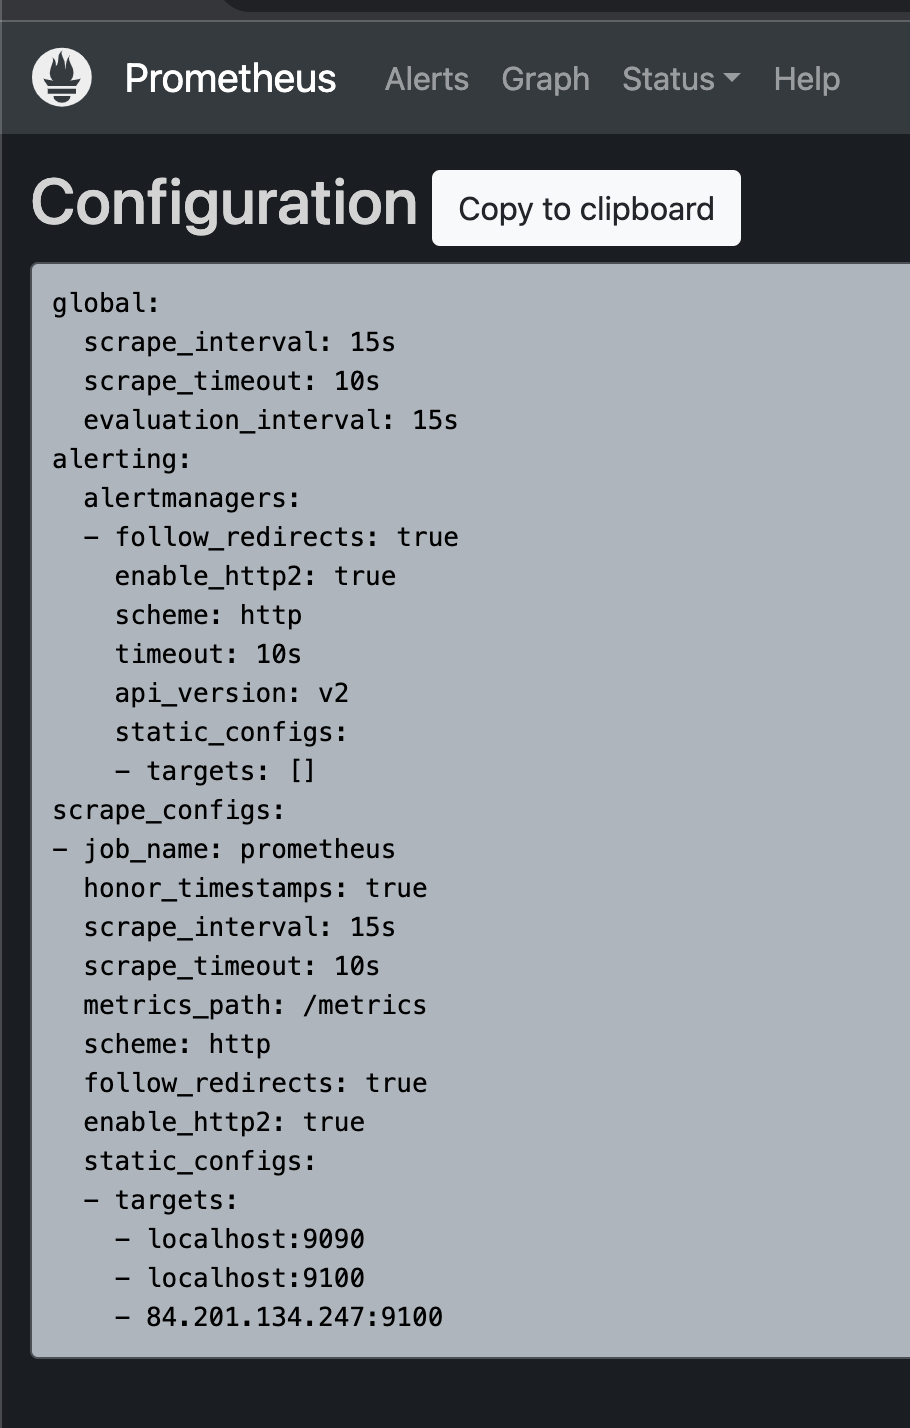 Prometheus Alerts Graph Status Help
Configuration Copy to clipboard
global:
  scrape_interval: 15s
  scrape_timeout: 10s
  evaluation_interval: 15s
alerting:
  alertmanagers:
  - follow_redirects: true
    enable_http2: true
    scheme: http
    timeout: 10s
    api_version: v2
    static_configs:
    - targets: []
scrape_configs:
- job_name: prometheus
  honor_timestamps: true
  scrape_interval: 15s
  scrape_timeout: 10s
  metrics_path: /metrics
  scheme: http
  follow_redirects: true
  enable_http2: true
  static_configs:
  - targets:
    - localhost:9090
    - localhost:9100
    - 84.201.134.247:9100